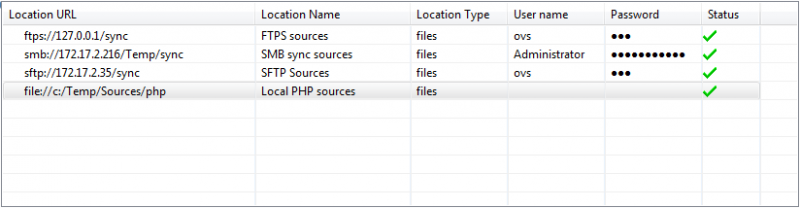 Location URL Location Name Location Type User name Password Status
ftps://127.0.0.1/sync FTPS sources files ovs ●●●
smb://172.17.2.216/Temp/sync SMB sync sources files Administrator ●●●●●●●●●●●
sftp://172.17.2.35/sync SFTP Sources files ovs ●●●
file://c:/Temp/Sources/php Local PHP sources files